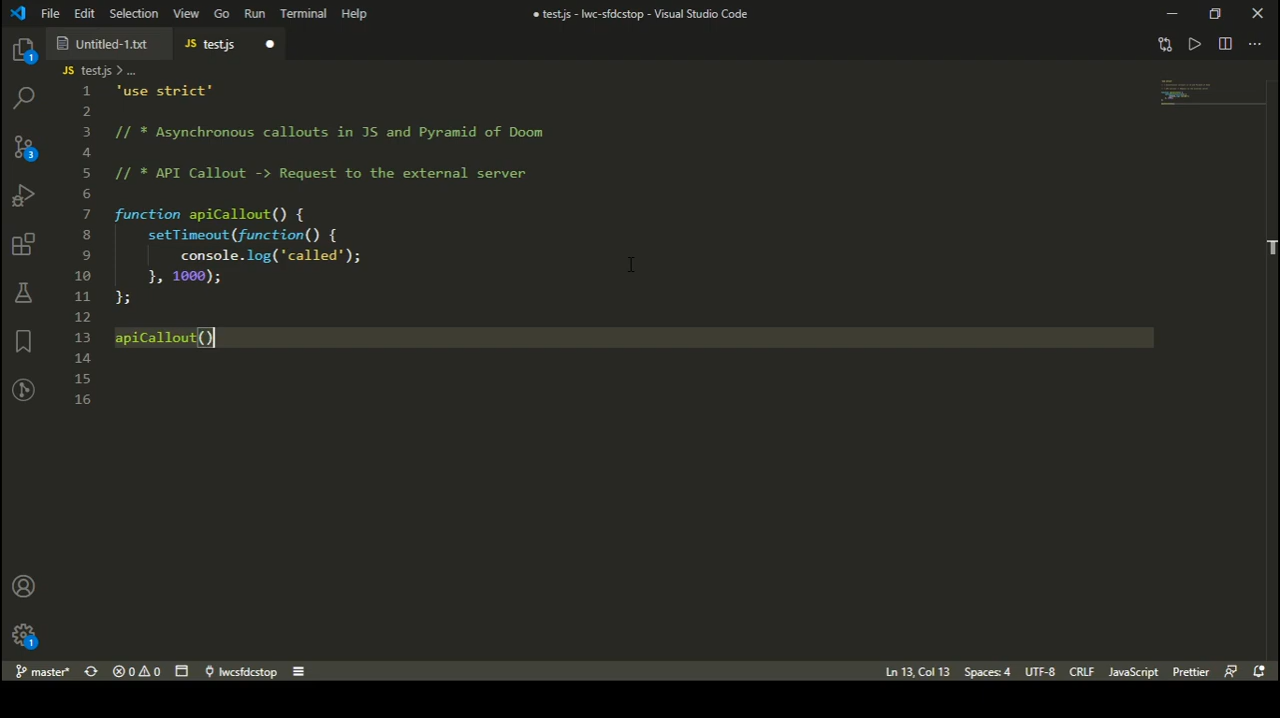 File Edit Selection View Go Run Terminal Help ● test.js - lwc-sfdcstop - Visual Studio Code
Untitled-1.txt JS test.js ●
JS test.js > ...
1 'use strict'
2
3 // * Asynchronous callouts in JS and Pyramid of Doom
4
5 // * API Callout -> Request to the external server
6
7 function apiCallout() {
8 setTimeout(function() {
9 console.log('called');
10 }, 1000);
11 };
12
13 apiCallout()
14
15
16
1
3
1
master* 0 0 lwcsfdcstop Ln 13, Col 13 Spaces: 4 UTF-8 CRLF JavaScript Prettier